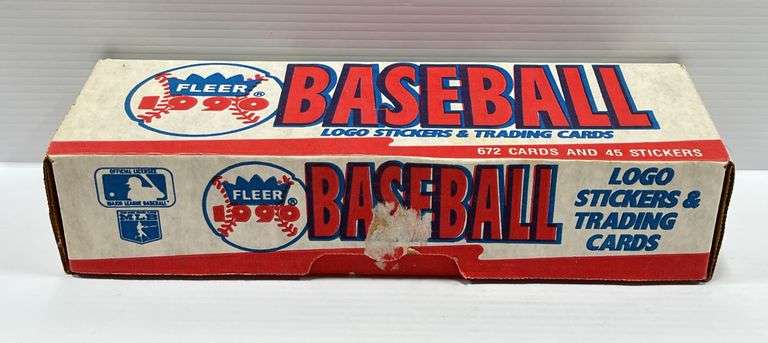 FLEER®
1990
BASEBALL
LOGO STICKERS & TRADING CARDS
672 CARDS AND 45 STICKERS
OFFICIAL LICENSEE
MAJOR LEAGUE BASEBALL®
FLEER
1990®
BASEBALL
LOGO
STICKERS &
TRADING
CARDS